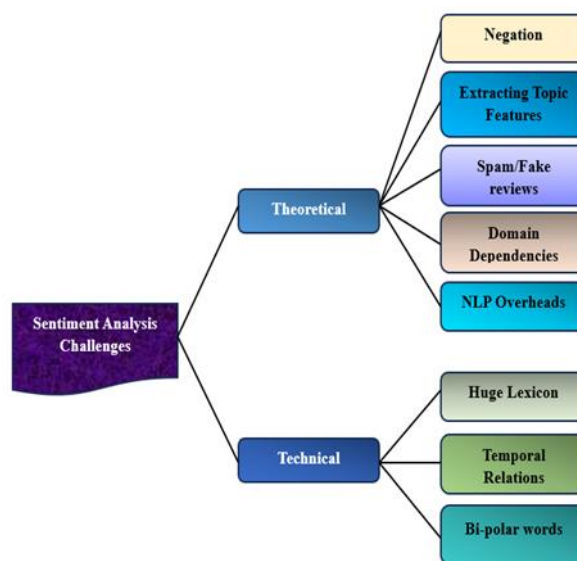 Negation
Extracting Topic
Features
Spam/Fake
reviews
Theoretical
Domain
Dependencies
NLP Overheads
Sentiment Analysis
Challenges
Huge Lexicon
Technical
Temporal
Relations
Bi-polar words